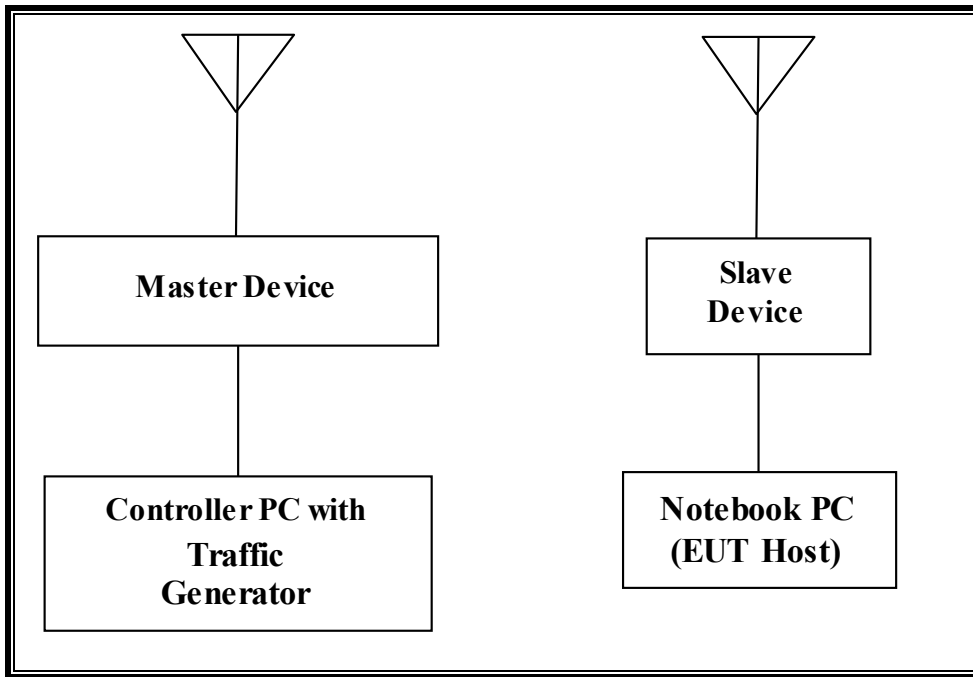 Master Device
Slave
Device
Controller PC with
Traffic
Generator
Notebook PC
(EUT Host)